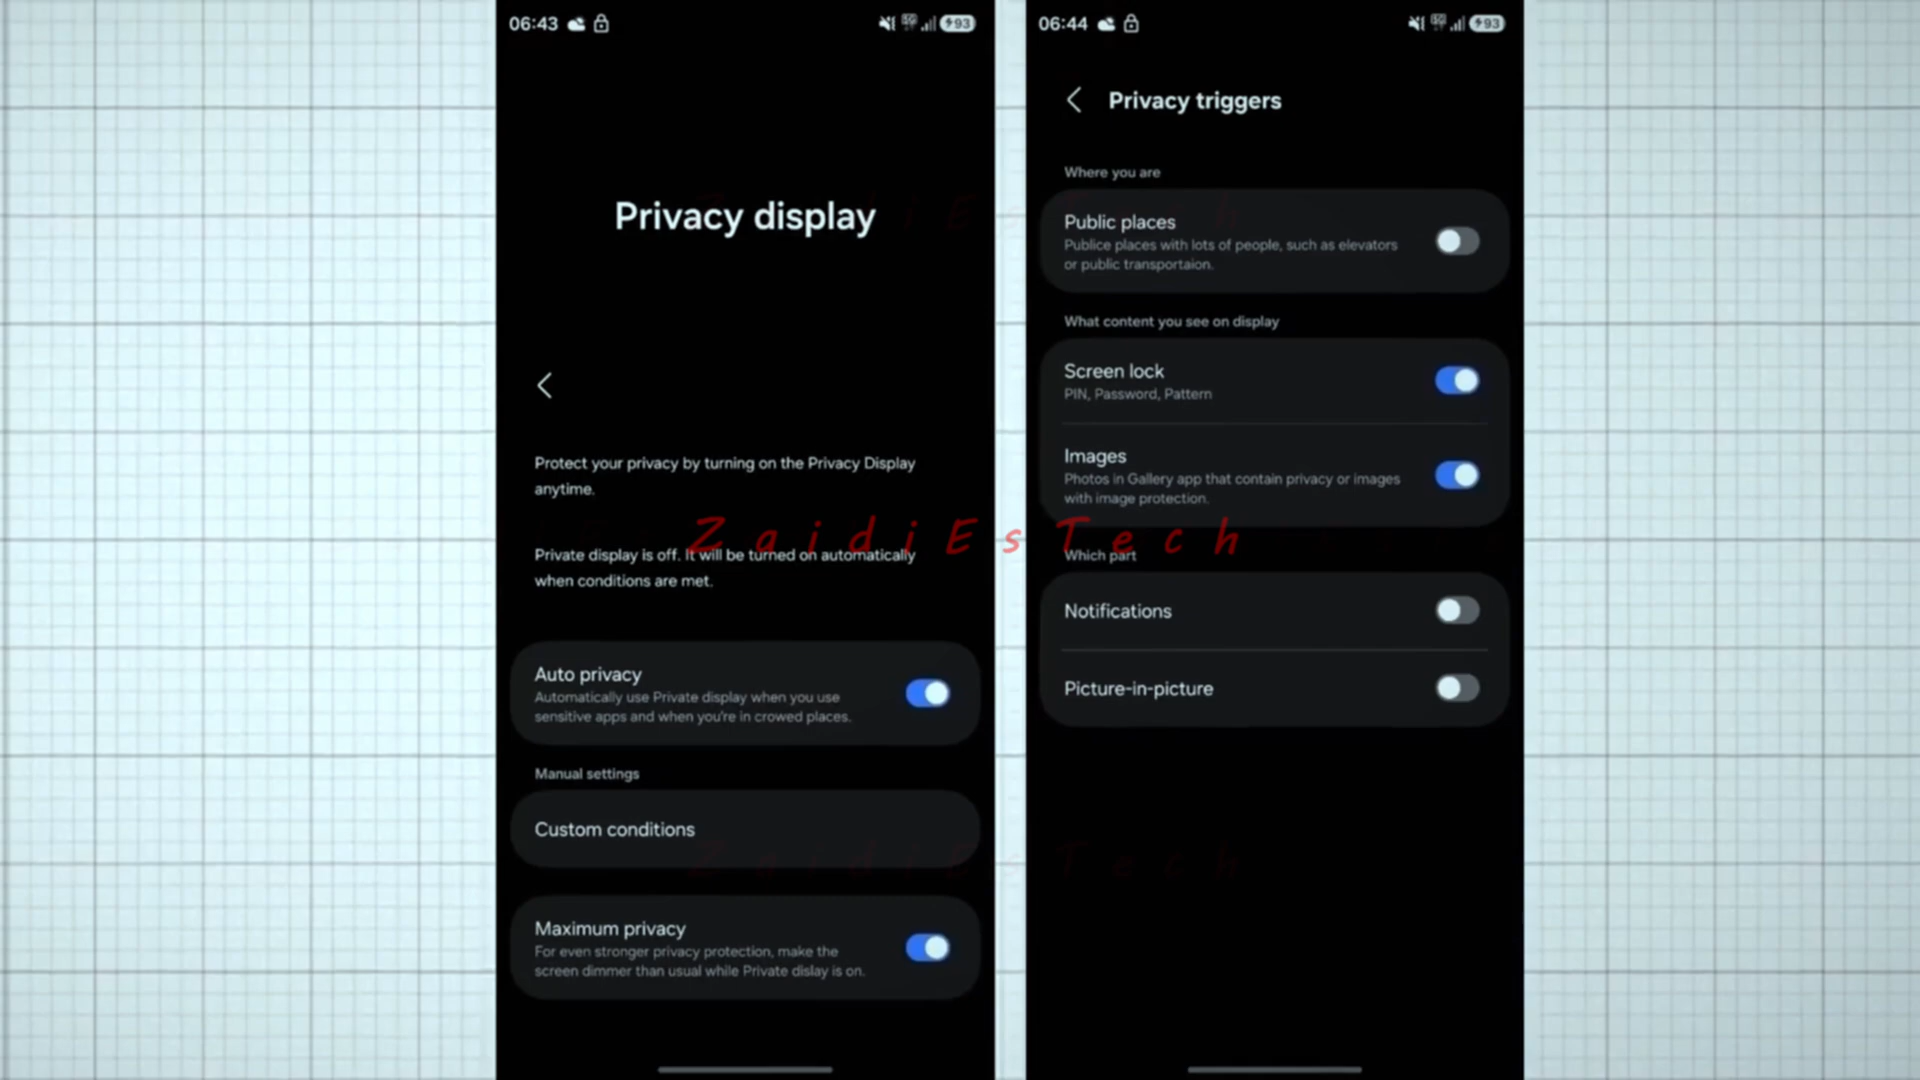 06:43
93
Privacy display
Protect your privacy by turning on the Privacy Display
anytime.
Private display is off. It will be turned on automatically
when conditions are met.
Auto privacy
Automatically use Private display when you use
sensitive apps and when you're in crowed places.
Manual settings
Custom conditions
Maximum privacy
For even stronger privacy protection, make the
screen dimmer than usual while Private dislay is on.
06:44
5G
93
Privacy triggers
Where you are
Public places
Publice places with lots of people, such as elevators
or public transportaion.
What content you see on display
Screen lock
PIN, Password, Pattern
Images
Photos in Gallery app that contain privacy or images
with image protection.
Which part
Notifications
Picture-in-picture
ZaidiEsTech
ZaidiEsTech